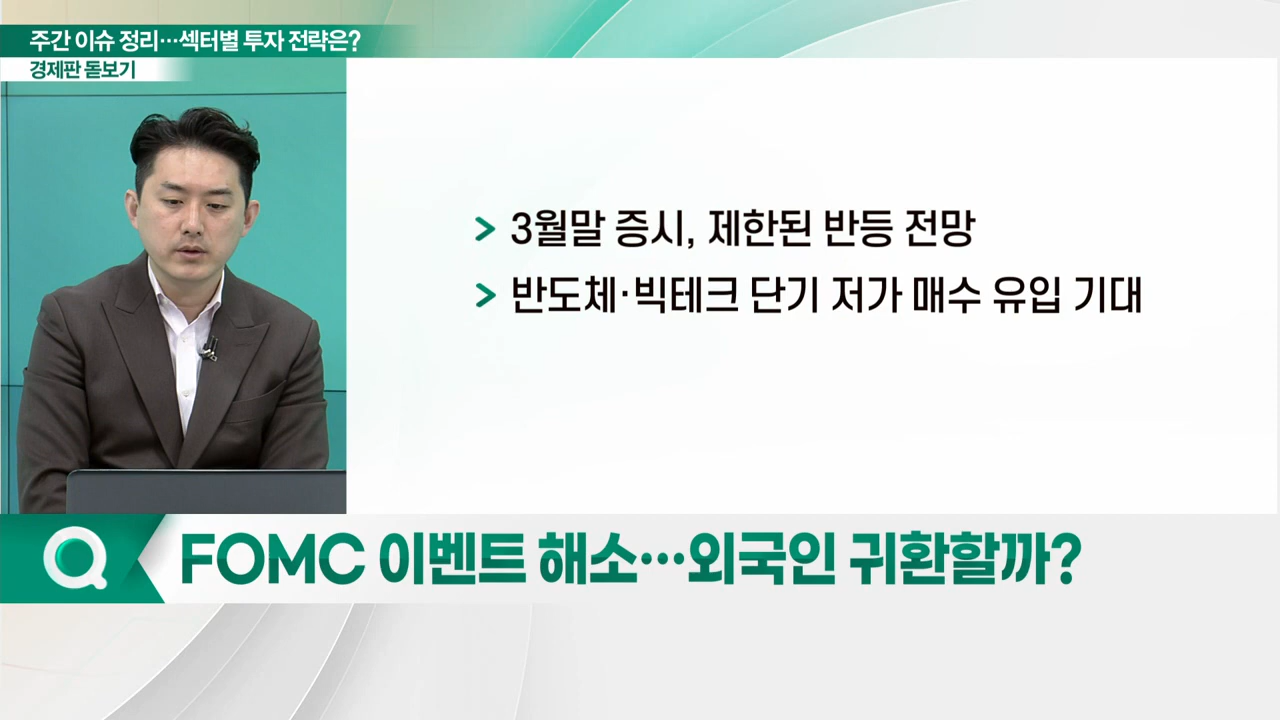 주간 이슈 정리…섹터별 투자 전략은?
경제판 돋보기
> 3월말 증시, 제한된 반등 전망
> 반도체·빅테크 단기 저가 매수 유입 기대
Q FOMC 이벤트 해소…외국인 귀환할까?